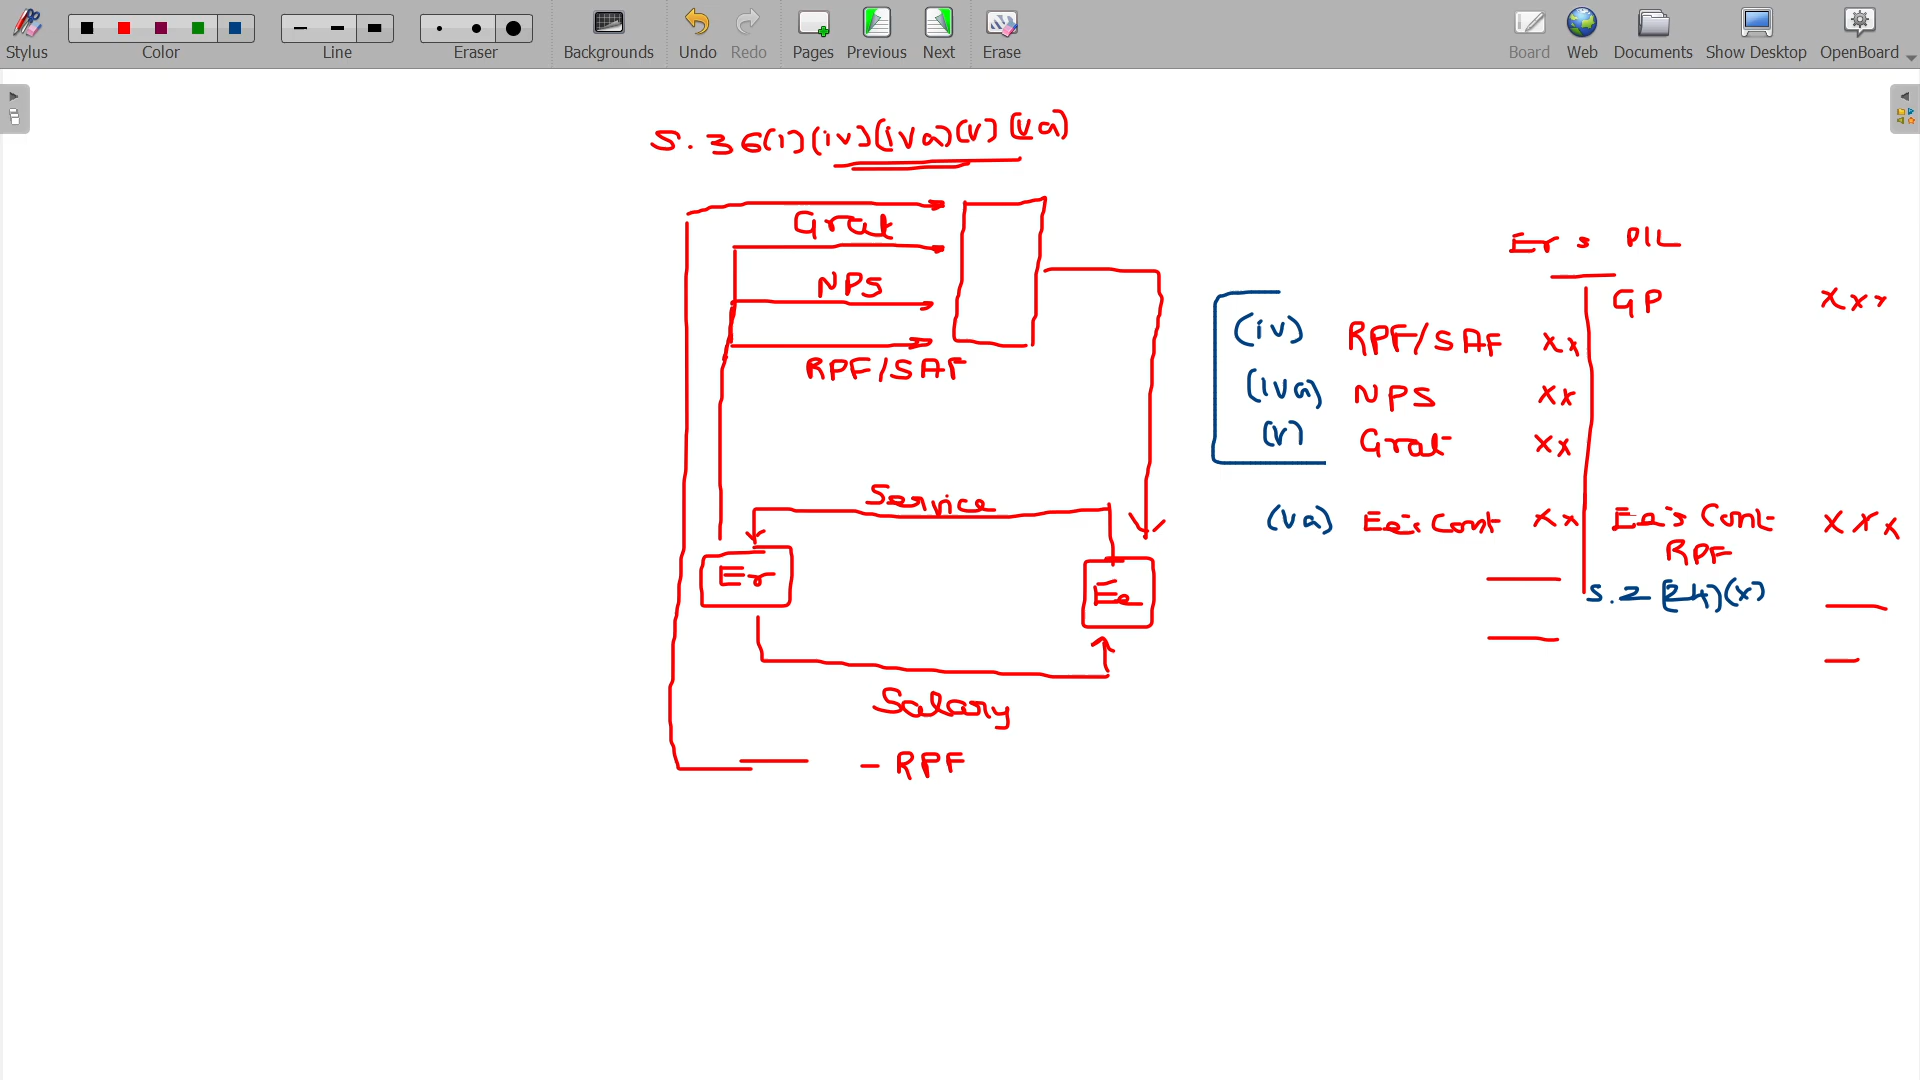 Stylus
Color
Line
Eraser
Backgrounds
Undo
Redo
Pages
Previous
Next
Erase
Board
Web
Documents
Show Desktop
OpenBoard
S. 36(1)(iv)(iva)(v)(va)
Grat
NPS
RPF/SAF
Service
Er
Ee
Salary
- RPF
Er s P/L
GP xxx
(iv) RPF/SAF xx
(iva) NPS xx
(v) Grat xx
(va) Ee's Cont xx
Ee's Cont xxx
RPF
S. 2 (24)(x)